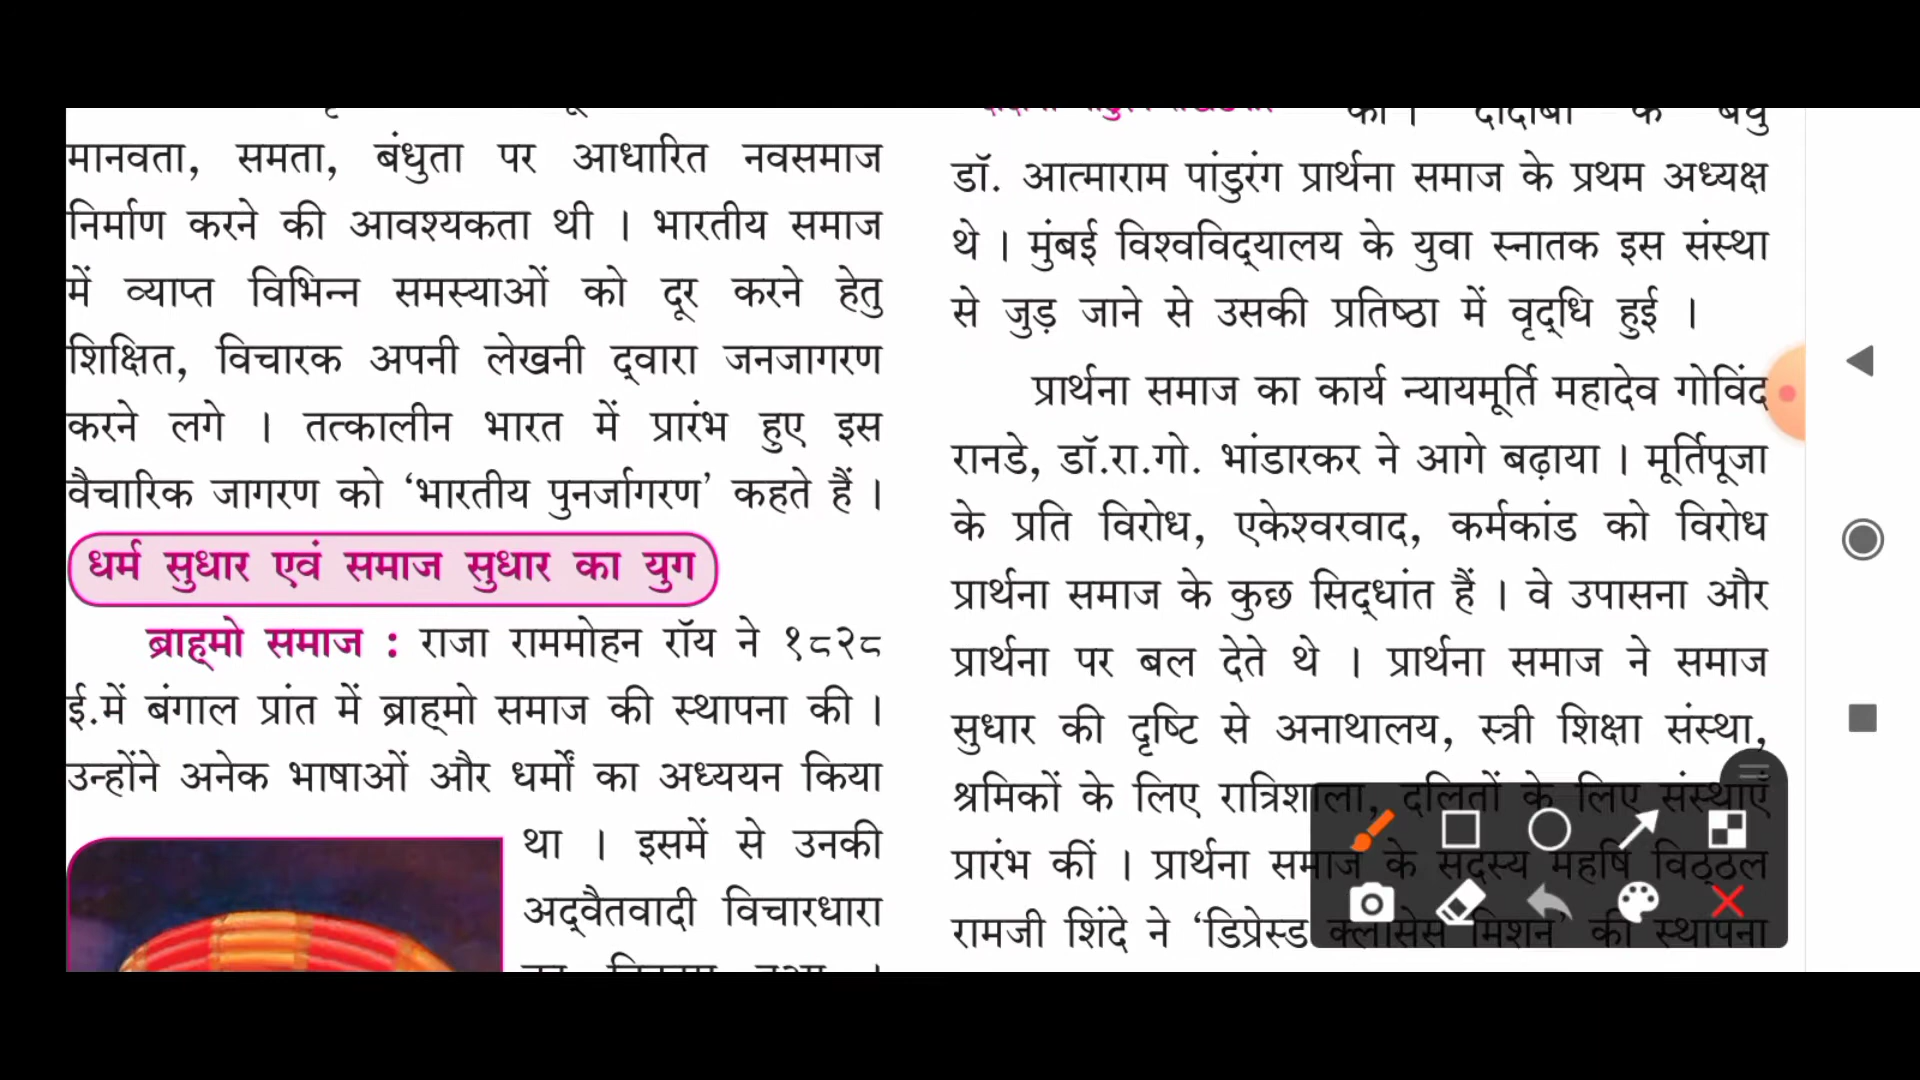 मानवता, समता, बंधुता पर आधारित नवसमाज
निर्माण करने की आवश्यकता थी । भारतीय समाज
में व्याप्त विभिन्न समस्याओं को दूर करने हेतु
शिक्षित, विचारक अपनी लेखनी द्‌वारा जनजागरण
करने लगे । तत्कालीन भारत में प्रारंभ हुए इस
वैचारिक जागरण को ‘भारतीय पुनर्जागरण’ कहते हैं ।
धर्म सुधार एवं समाज सुधार का युग
ब्राह्‌मो समाज : राजा राममोहन रॉय ने १८२८
ई.में बंगाल प्रांत में ब्राह्‌मो समाज की स्थापना की ।
उन्होंने अनेक भाषाओं और धर्मों का अध्ययन किया
था । इसमें से उनकी
अद्‌वैतवादी विचारधारा
की । दादोबा के बंधु
डॉ. आत्माराम पांडुरंग प्रार्थना समाज के प्रथम अध्यक्ष
थे । मुंबई विश्वविद्‌यालय के युवा स्नातक इस संस्था
से जुड़ जाने से उसकी प्रतिष्ठा में वृद्‌धि हुई ।
प्रार्थना समाज का कार्य न्यायमूर्ति महादेव गोविंद
रानडे, डॉ.रा.गो. भांडारकर ने आगे बढ़ाया । मूर्तिपूजा
के प्रति विरोध, एकेश्वरवाद, कर्मकांड को विरोध
प्रार्थना समाज के कुछ सिद्‌धांत हैं । वे उपासना और
प्रार्थना पर बल देते थे । प्रार्थना समाज ने समाज
सुधार की दृष्टि से अनाथालय, स्त्री शिक्षा संस्था,
श्रमिकों के लिए रात्रिशाला, दलितों के लिए संस्थाएँ
प्रारंभ कीं । प्रार्थना समाज के सदस्य महर्षि विठ्ठल
रामजी शिंदे ने ‘डिप्रेस्ड क्लासेस मिशन’ की स्थापना